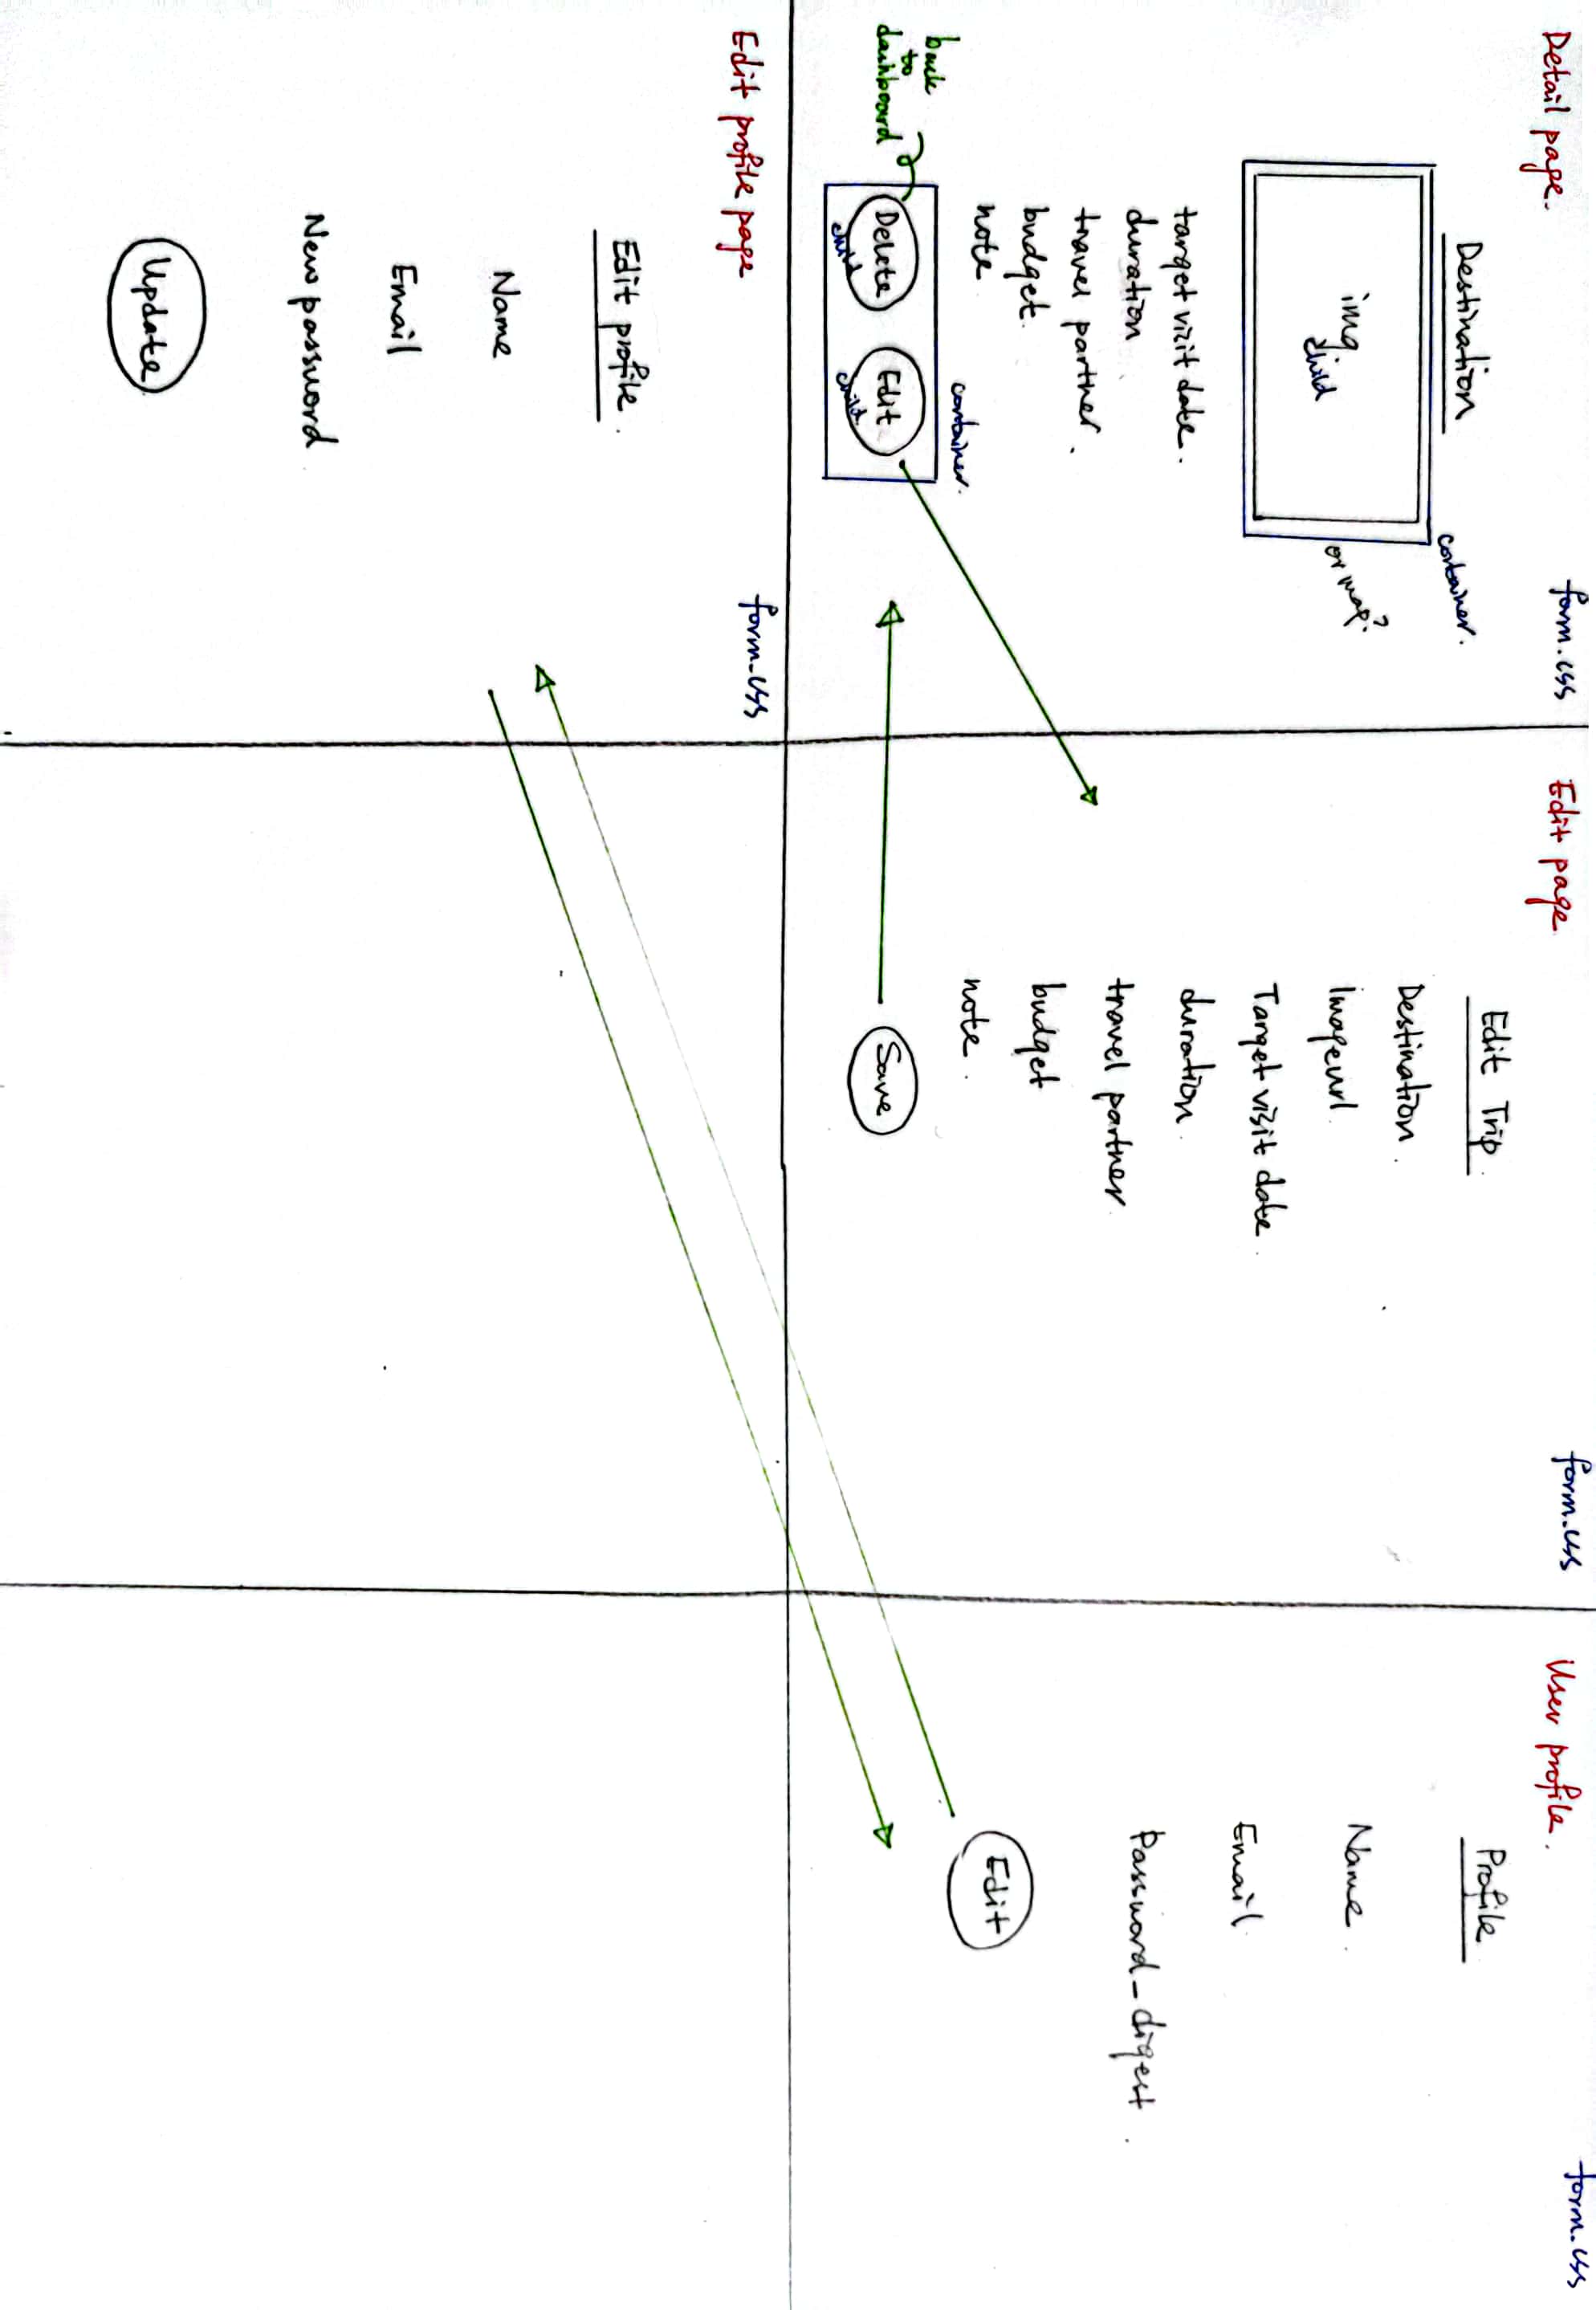 Detail page.
form.css
Destination
container.
img.
child
or map?
target visit date.
duration
travel partner.
budget.
note
container.
back
to
dashboard
Delete
child
Edit
child
Edit page
form.css
Edit Trip.
Destination.
Imageurl.
Target visit date.
duration.
travel partner.
budget
note.
Save
User profile.
form.css
Profile
Name.
Email
Password_digest.
Edit
Edit profile page
form.css
Edit profile.
Name
Email
New password.
Update